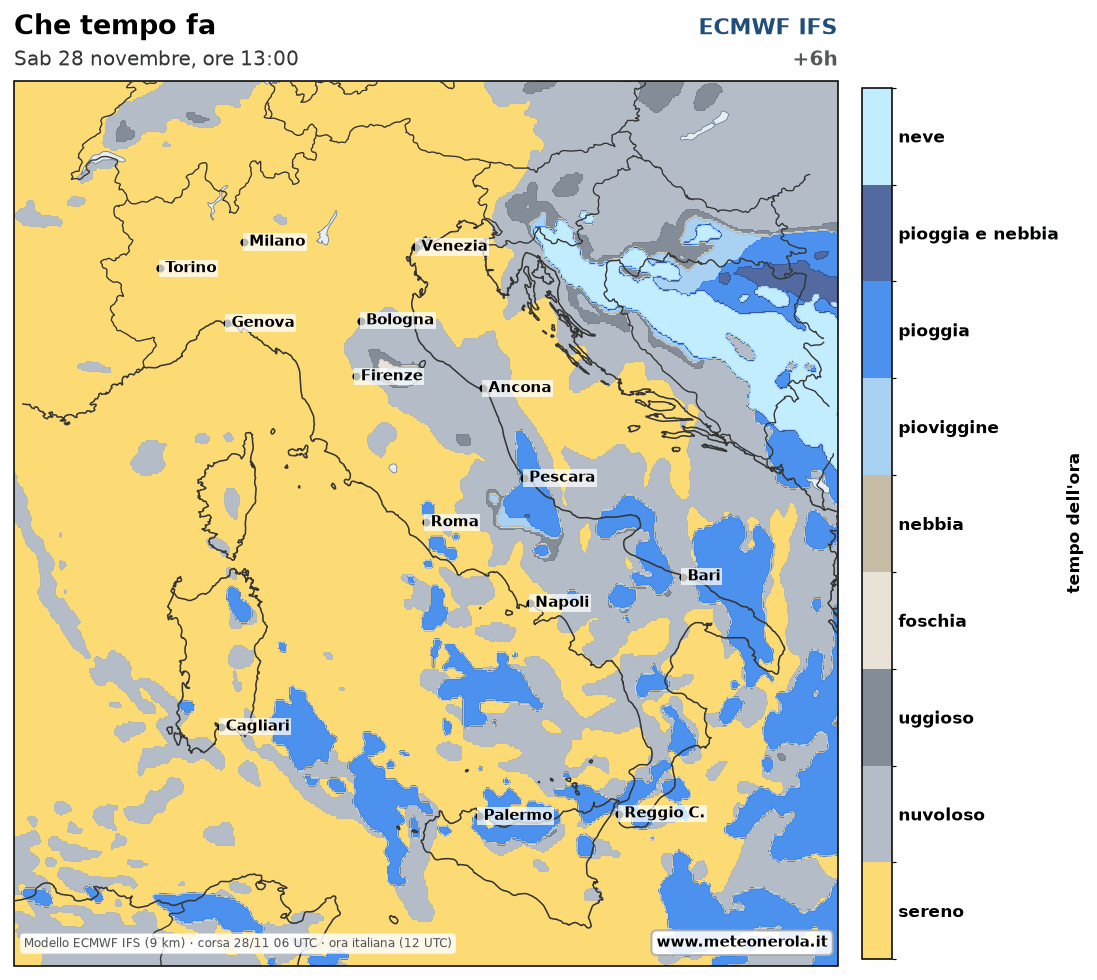 Che tempo fa
ECMWF IFS
Sab 28 novembre, ore 13:00
+6h
Milano
Venezia
Torino
Genova
Bologna
Firenze
Ancona
Pescara
Roma
Bari
Napoli
Cagliari
Palermo
Reggio C.
neve
pioggia e nebbia
pioggia
pioviggine
nebbia
foschia
uggioso
nuvoloso
sereno
tempo dell'ora
Modello ECMWF IFS (9 km) · corsa 28/11 06 UTC · ora italiana (12 UTC)
www.meteonerola.it